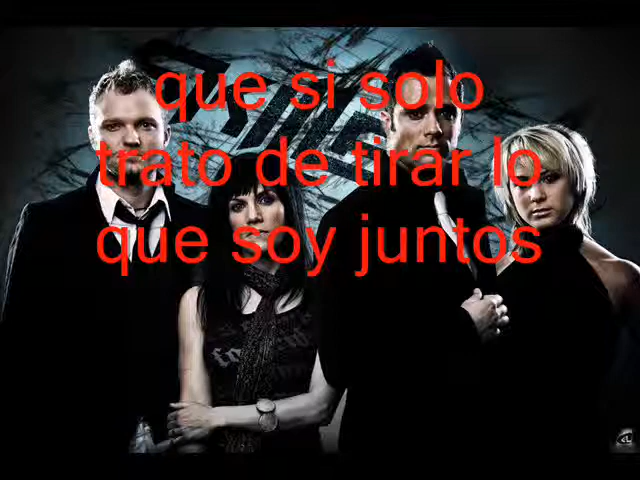 que si solo
trato de tirar lo
que soy juntos